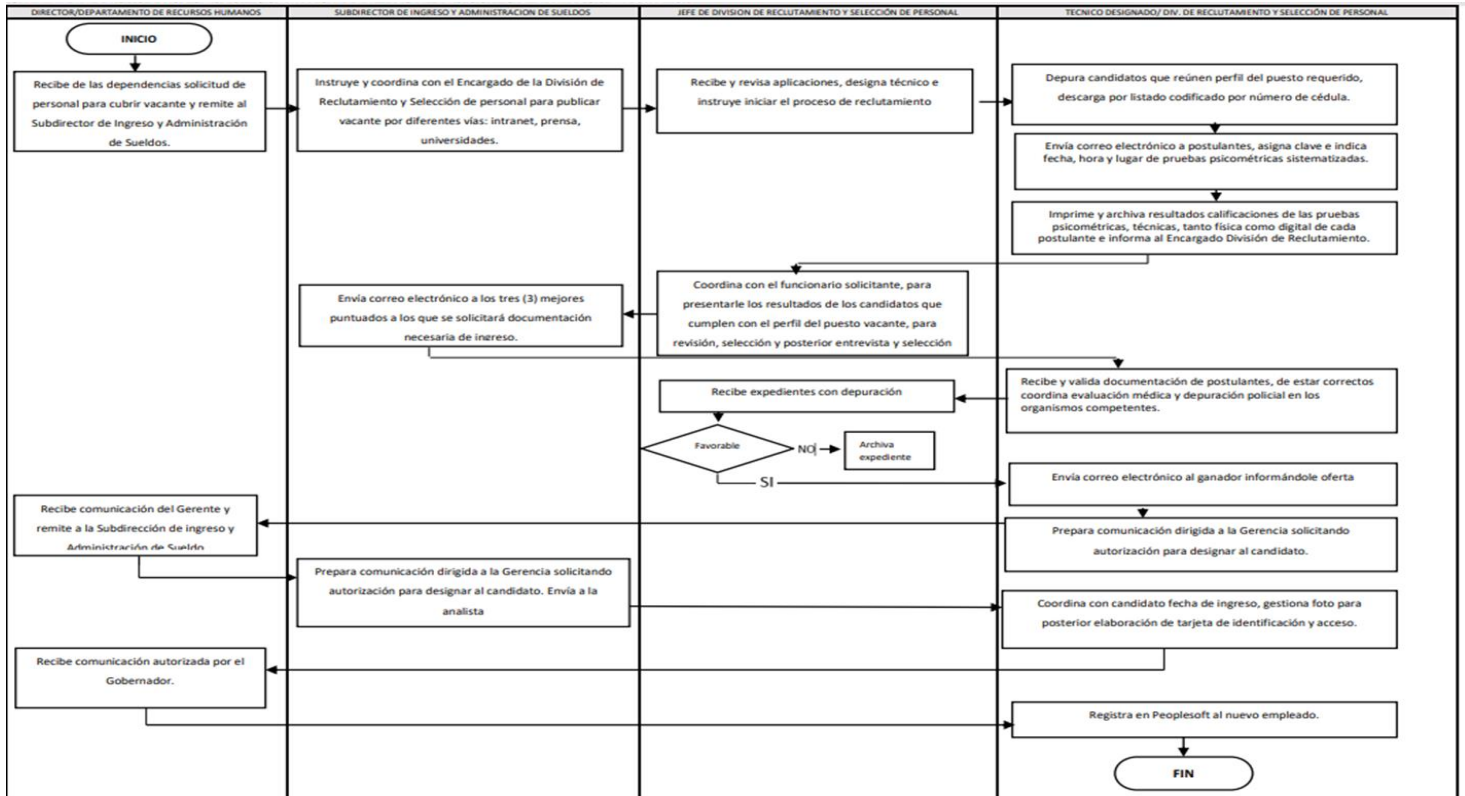 DIRECTOR/DEPARTAMENTO DE RECURSOS HUMANOS
SUBDIRECTOR DE INGRESO Y ADMINISTRACION DE SUELDOS
JEFE DE DIVISION DE RECLUTAMIENTO Y SELECCIÓN DE PERSONAL
TECNICO DESIGNADO/ DIV. DE RECLUTAMIENTO Y SELECCIÓN DE PERSONAL
INICIO
Recibe de las dependencias solicitud de
personal para cubrir vacante y remite al
Subdirector de Ingreso y Administración
de Sueldos.
Instruye y coordina con el Encargado de la División de
Reclutamiento y Selección de personal para publicar
vacante por diferentes vías: intranet, prensa,
universidades.
Recibe y revisa aplicaciones, designa técnico e
instruye iniciar el proceso de reclutamiento
Depura candidatos que reúnen perfil del puesto requerido,
descarga por listado codificado por número de cédula.
Envía correo electrónico a postulantes, asigna clave e indica
fecha, hora y lugar de pruebas psicométricas sistematizadas.
Imprime y archiva resultados calificaciones de las pruebas
psicométricas, técnicas, tanto física como digital de cada
postulante e informa al Encargado División de Reclutamiento.
Coordina con el funcionario solicitante, para
presentarle los resultados de los candidatos que
cumplen con el perfil del puesto vacante, para
revisión, selección y posterior entrevista y selección
Envía correo electrónico a los tres (3) mejores
puntuados a los que se solicitará documentación
necesaria de ingreso.
Recibe y valida documentación de postulantes, de estar correctos
coordina evaluación médica y depuración policial en los
organismos competentes.
Recibe expedientes con depuración
Favorable
NO
Archiva
expediente
SI
Envía correo electrónico al ganador informándole oferta
Prepara comunicación dirigida a la Gerencia solicitando
autorización para designar al candidato.
Recibe comunicación del Gerente y
remite a la Subdirección de ingreso y
Administración de Sueldo
Prepara comunicación dirigida a la Gerencia solicitando
autorización para designar al candidato. Envía a la
analista
Coordina con candidato fecha de ingreso, gestiona foto para
posterior elaboración de tarjeta de identificación y acceso.
Recibe comunicación autorizada por el
Gobernador.
Registra en Peoplesoft al nuevo empleado.
FIN